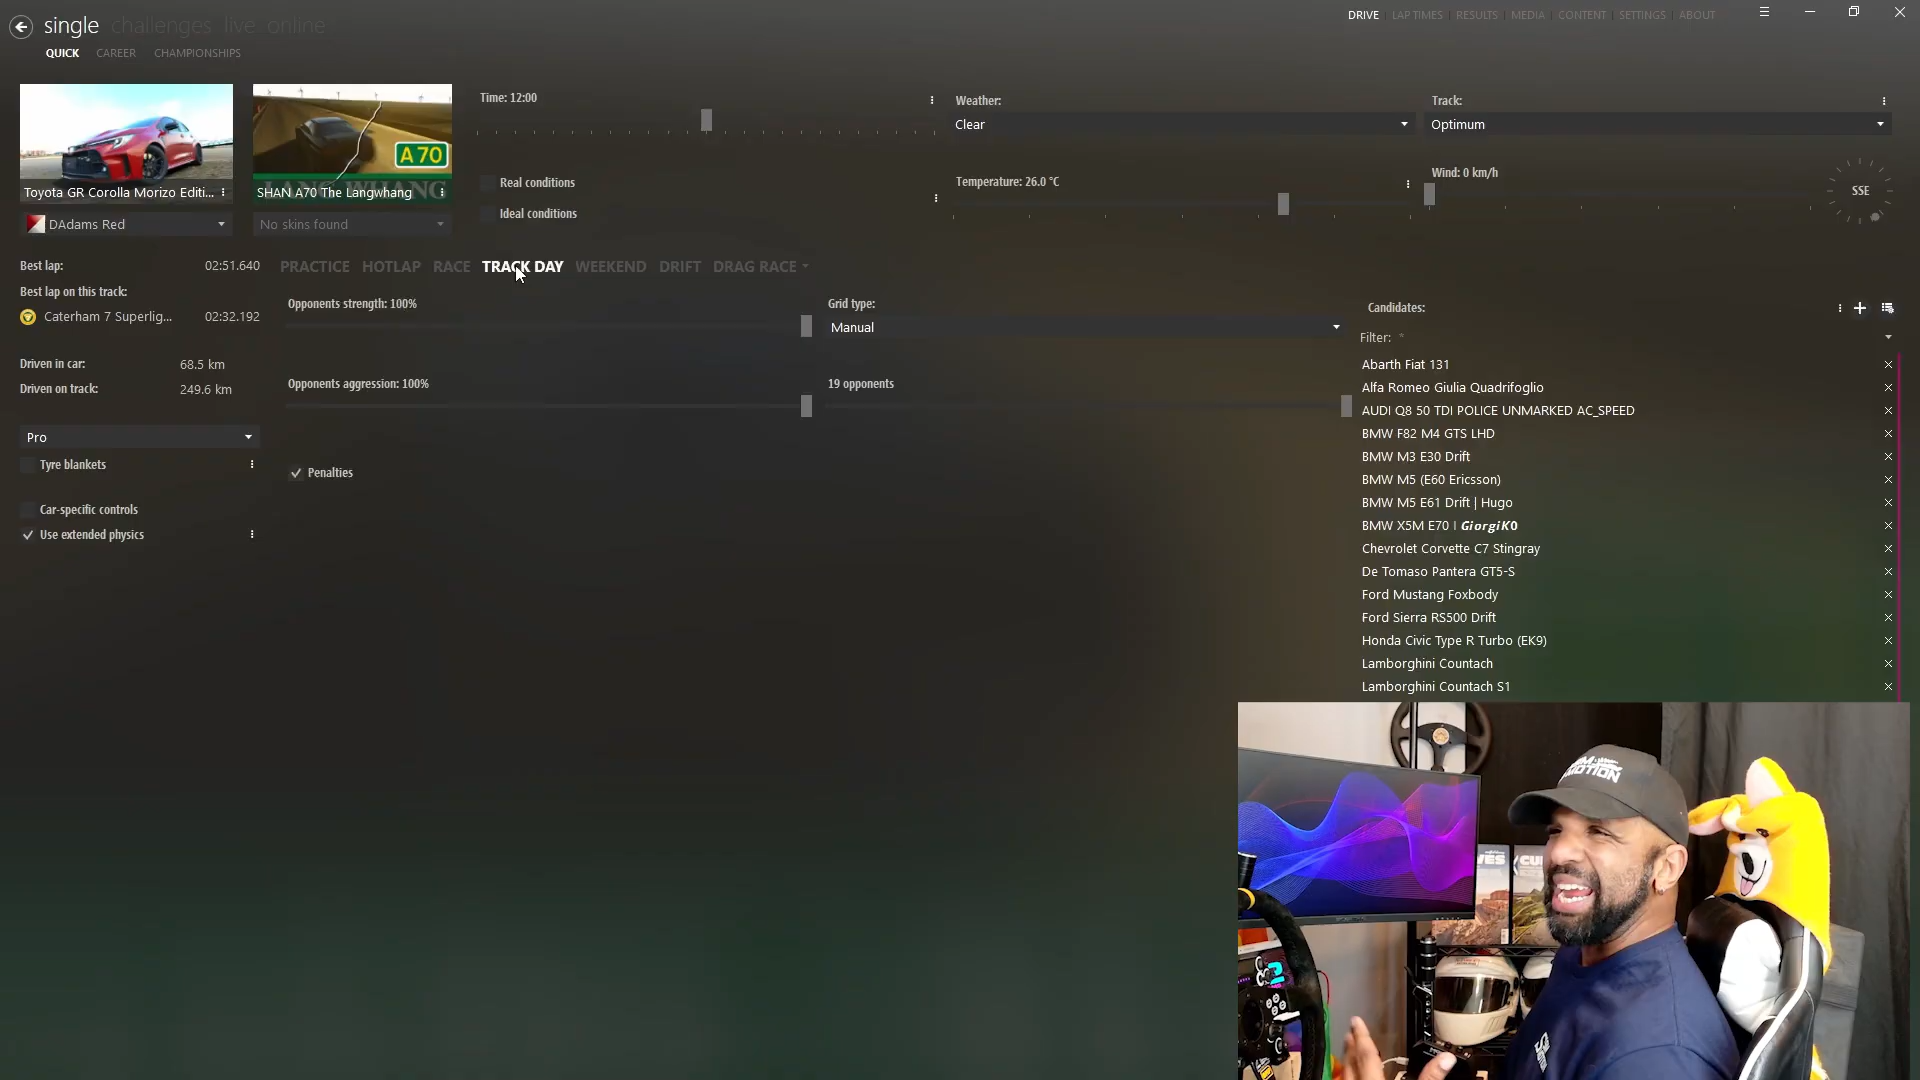 single challenges live online
DRIVE LAP TIMES RESULTS MEDIA CONTENT SETTINGS ABOUT
QUICK CAREER CHAMPIONSHIPS
Toyota GR Corolla Morizo Editi...
DAdams Red
A 70
LANG WHANG
SHAN A70 The Langwhang
No skins found
Time: 12:00
Real conditions
Ideal conditions
Weather:
Clear
Temperature: 26.0 °C
Track:
Optimum
Wind: 0 km/h
SSE
Best lap: 02:51.640
Best lap on this track:
Caterham 7 Superlig... 02:32.192
Driven in car: 68.5 km
Driven on track: 249.6 km
Pro
Tyre blankets
Car-specific controls
Use extended physics
PRACTICE HOTLAP RACE TRACK DAY WEEKEND DRIFT DRAG RACE
Opponents strength: 100%
Opponents aggression: 100%
Penalties
Grid type:
Manual
19 opponents
Candidates:
Filter: *
Abarth Fiat 131
Alfa Romeo Giulia Quadrifoglio
AUDI Q8 50 TDI POLICE UNMARKED AC_SPEED
BMW F82 M4 GTS LHD
BMW M3 E30 Drift
BMW M5 (E60 Ericsson)
BMW M5 E61 Drift | Hugo
BMW X5M E70 | GiorgiK0
Chevrolet Corvette C7 Stingray
De Tomaso Pantera GT5-S
Ford Mustang Foxbody
Ford Sierra RS500 Drift
Honda Civic Type R Turbo (EK9)
Lamborghini Countach
Lamborghini Countach S1